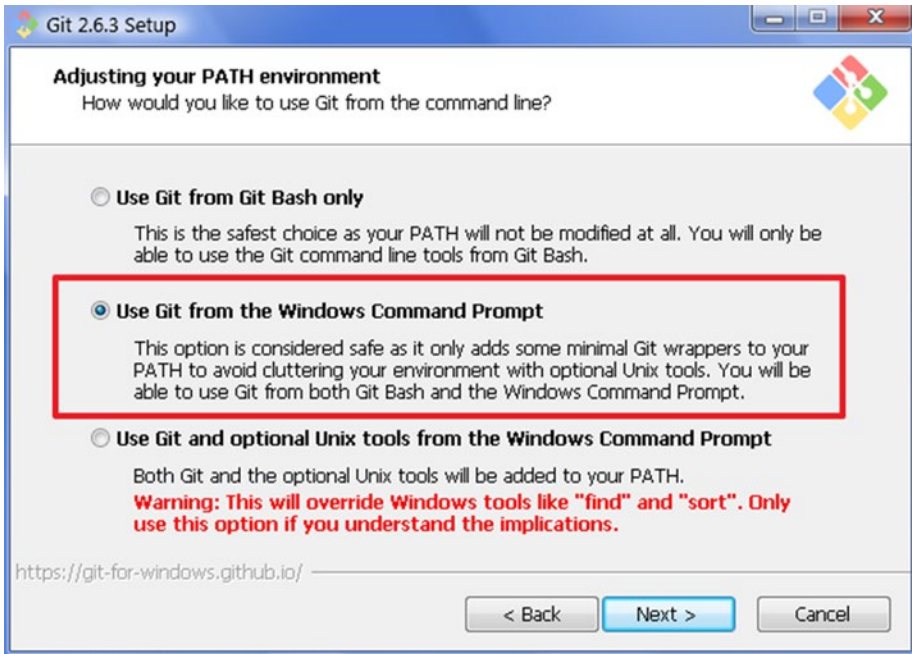 Git 2.6.3 Setup
Adjusting your PATH environment
How would you like to use Git from the command line?
Use Git from Git Bash only
This is the safest choice as your PATH will not be modified at all. You will only be
able to use the Git command line tools from Git Bash.
Use Git from the Windows Command Prompt
This option is considered safe as it only adds some minimal Git wrappers to your
PATH to avoid cluttering your environment with optional Unix tools. You will be
able to use Git from both Git Bash and the Windows Command Prompt.
Use Git and optional Unix tools from the Windows Command Prompt
Both Git and the optional Unix tools will be added to your PATH.
Warning: This will override Windows tools like "find" and "sort". Only
use this option if you understand the implications.
https://git-for-windows.github.io/
< Back Next > Cancel